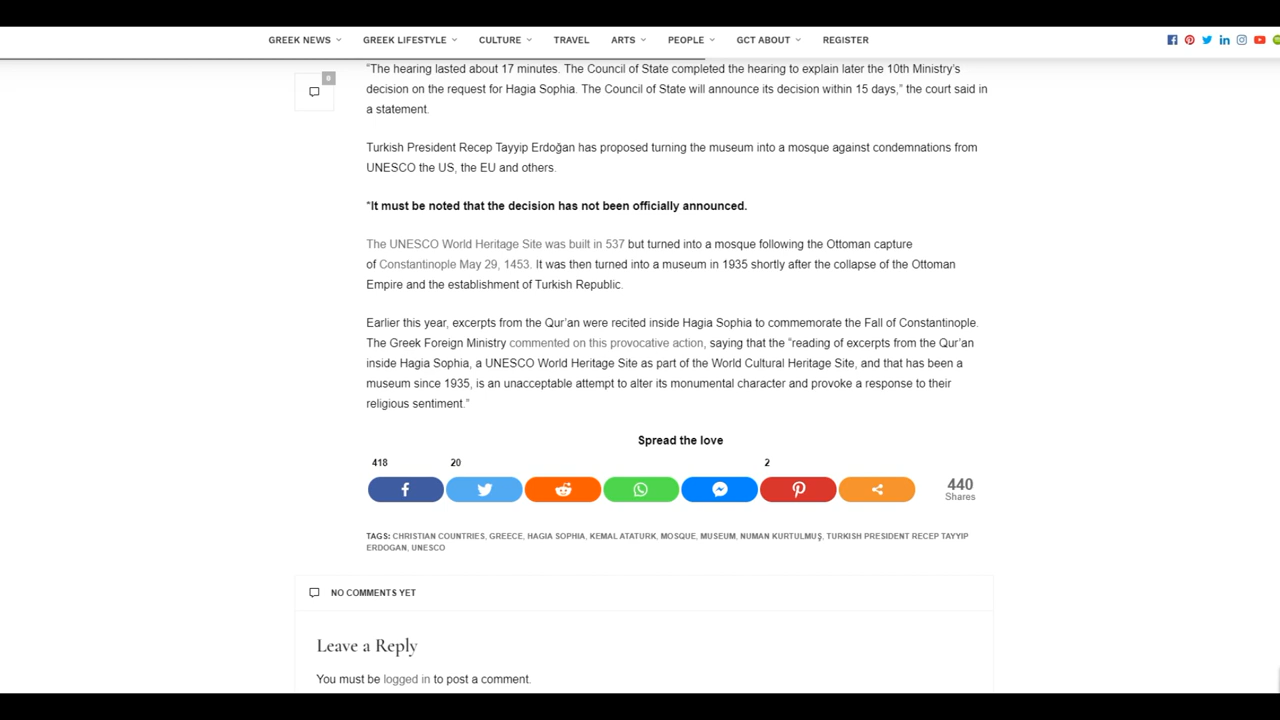 GREEK NEWS GREEK LIFESTYLE CULTURE TRAVEL ARTS PEOPLE GCT ABOUT REGISTER
0
“The hearing lasted about 17 minutes. The Council of State completed the hearing to explain later the 10th Ministry’s
decision on the request for Hagia Sophia. The Council of State will announce its decision within 15 days,” the court said in
a statement.
Turkish President Recep Tayyip Erdoğan has proposed turning the museum into a mosque against condemnations from
UNESCO the US, the EU and others.
*It must be noted that the decision has not been officially announced.
The UNESCO World Heritage Site was built in 537 but turned into a mosque following the Ottoman capture
of Constantinople May 29, 1453. It was then turned into a museum in 1935 shortly after the collapse of the Ottoman
Empire and the establishment of Turkish Republic.
Earlier this year, excerpts from the Qur’an were recited inside Hagia Sophia to commemorate the Fall of Constantinople.
The Greek Foreign Ministry commented on this provocative action, saying that the “reading of excerpts from the Qur’an
inside Hagia Sophia, a UNESCO World Heritage Site as part of the World Cultural Heritage Site, and that has been a
museum since 1935, is an unacceptable attempt to alter its monumental character and provoke a response to their
religious sentiment.”
Spread the love
418 20 2
440
Shares
TAGS: CHRISTIAN COUNTRIES, GREECE, HAGIA SOPHIA, KEMAL ATATURK, MOSQUE, MUSEUM, NUMAN KURTULMUŞ, TURKISH PRESIDENT RECEP TAYYIP
ERDOGAN, UNESCO
NO COMMENTS YET
Leave a Reply
You must be logged in to post a comment.